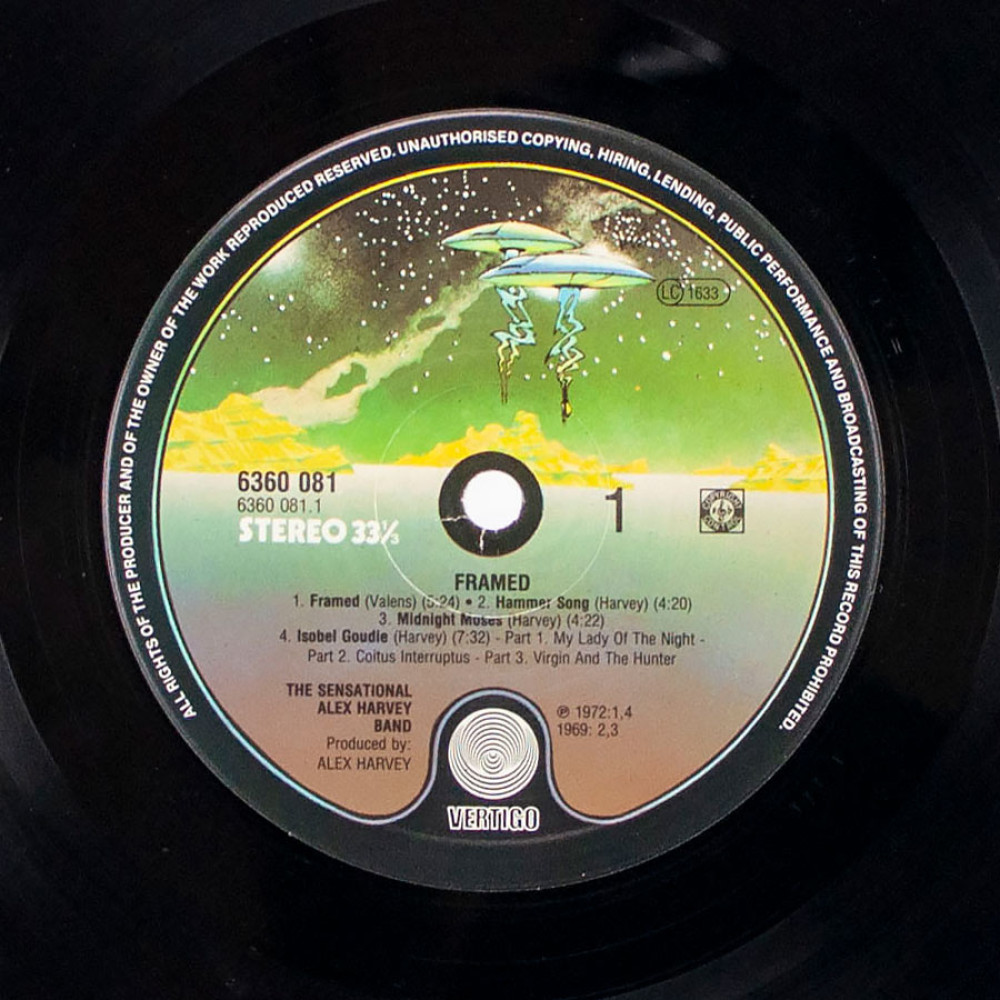 ALL RIGHTS OF THE PRODUCER AND OF THE OWNER OF THE WORK REPRODUCED RESERVED. UNAUTHORISED COPYING, HIRING, LENDING, PUBLIC PERFORMANCE AND BROADCASTING OF THIS RECORD PROHIBITED.
LC 1633
6360 081
6360 081.1
STEREO 33⅓
1
COPYRIGHT
CONTROL
FRAMED
1. Framed (Valens) (5:24) • 2. Hammer Song (Harvey) (4:20)
3. Midnight Moses (Harvey) (4:22)
4. Isobel Goudie (Harvey) (7:32) - Part 1. My Lady Of The Night -
Part 2. Coitus Interruptus - Part 3. Virgin And The Hunter
THE SENSATIONAL
ALEX HARVEY
BAND
Produced by:
ALEX HARVEY
℗ 1972:1,4
1969: 2,3
VERTIGO